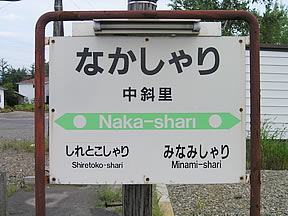 なかしゃり
中斜里
Naka-shari
しれとこしゃり みなみしゃり
Shiretoko-shari Minami-shari